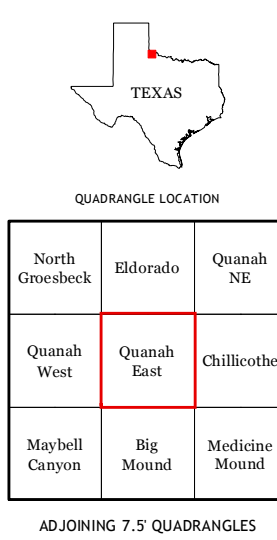 TEXAS
QUADRANGLE LOCATION
North Groesbeck
Eldorado
Quanah NE
Quanah West
Quanah East
Chillicothe
Maybell Canyon
Big Mound
Medicine Mound
ADJOINING 7.5' QUADRANGLES